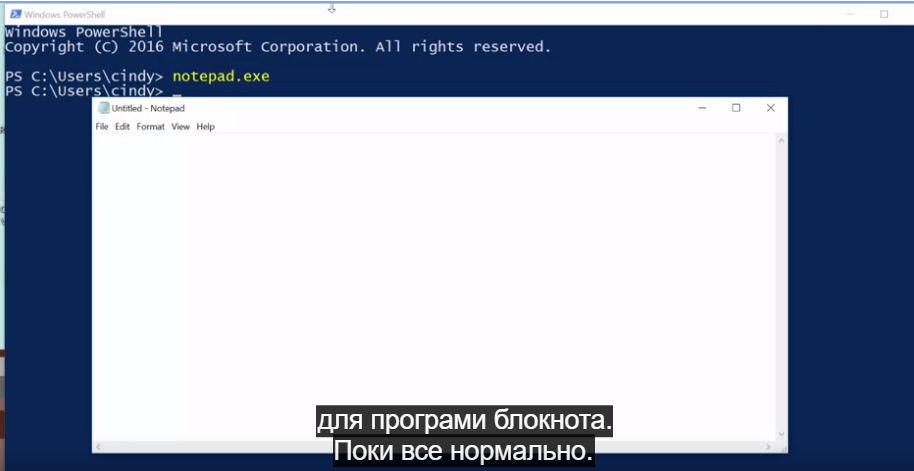 Windows PowerShell
Windows PowerShell
Copyright (C) 2016 Microsoft Corporation. All rights reserved.
PS C:\Users\cindy> notepad.exe
PS C:\Users\cindy> _
Untitled - Notepad
File Edit Format View Help
для програми блокнота.
Поки все нормально.